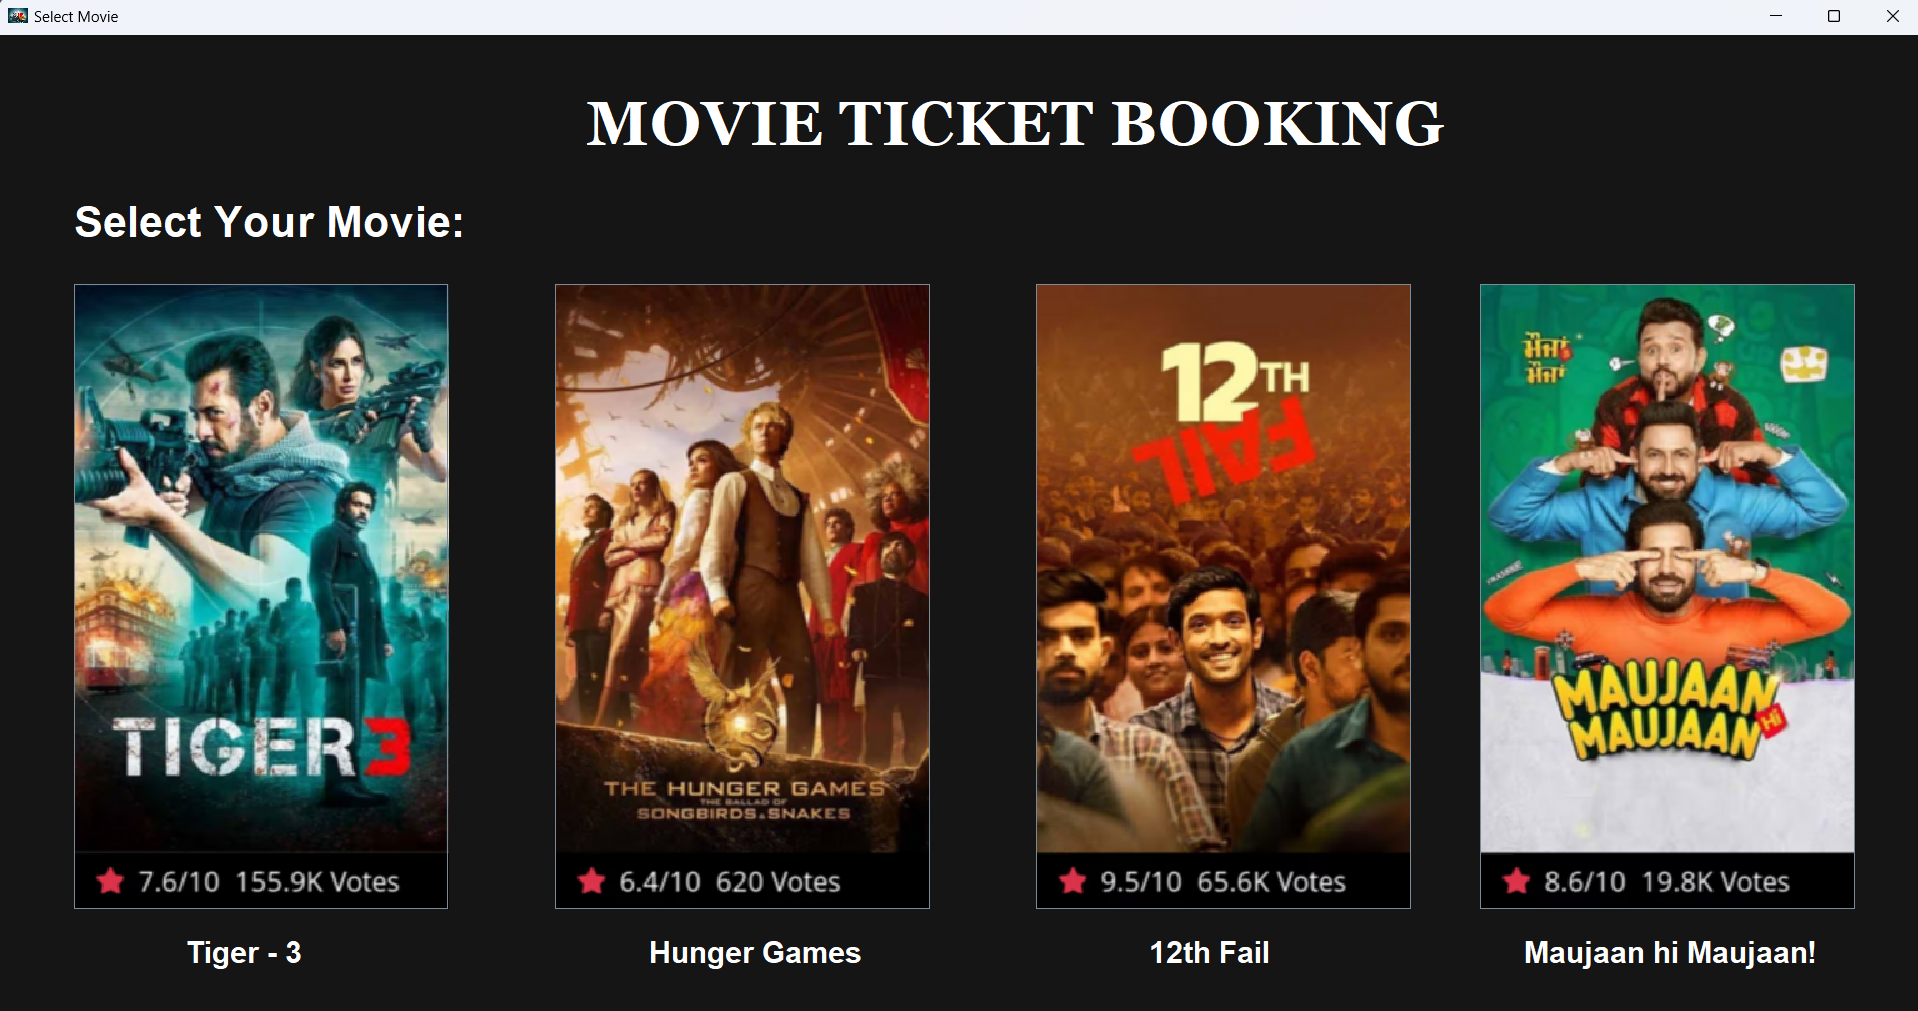 Select Movie
MOVIE TICKET BOOKING
Select Your Movie:
TIGER 3
7.6/10 155.9K Votes
Tiger - 3
THE HUNGER GAMES
THE BALLAD OF
SONGBIRDS & SNAKES
6.4/10 620 Votes
Hunger Games
12TH
FAIL
9.5/10 65.6K Votes
12th Fail
ਮੌਜਾਂ
ਮੌਜਾਂ
MAUJAAN
HI
MAUJAAN
8.6/10 19.8K Votes
Maujaan hi Maujaan!